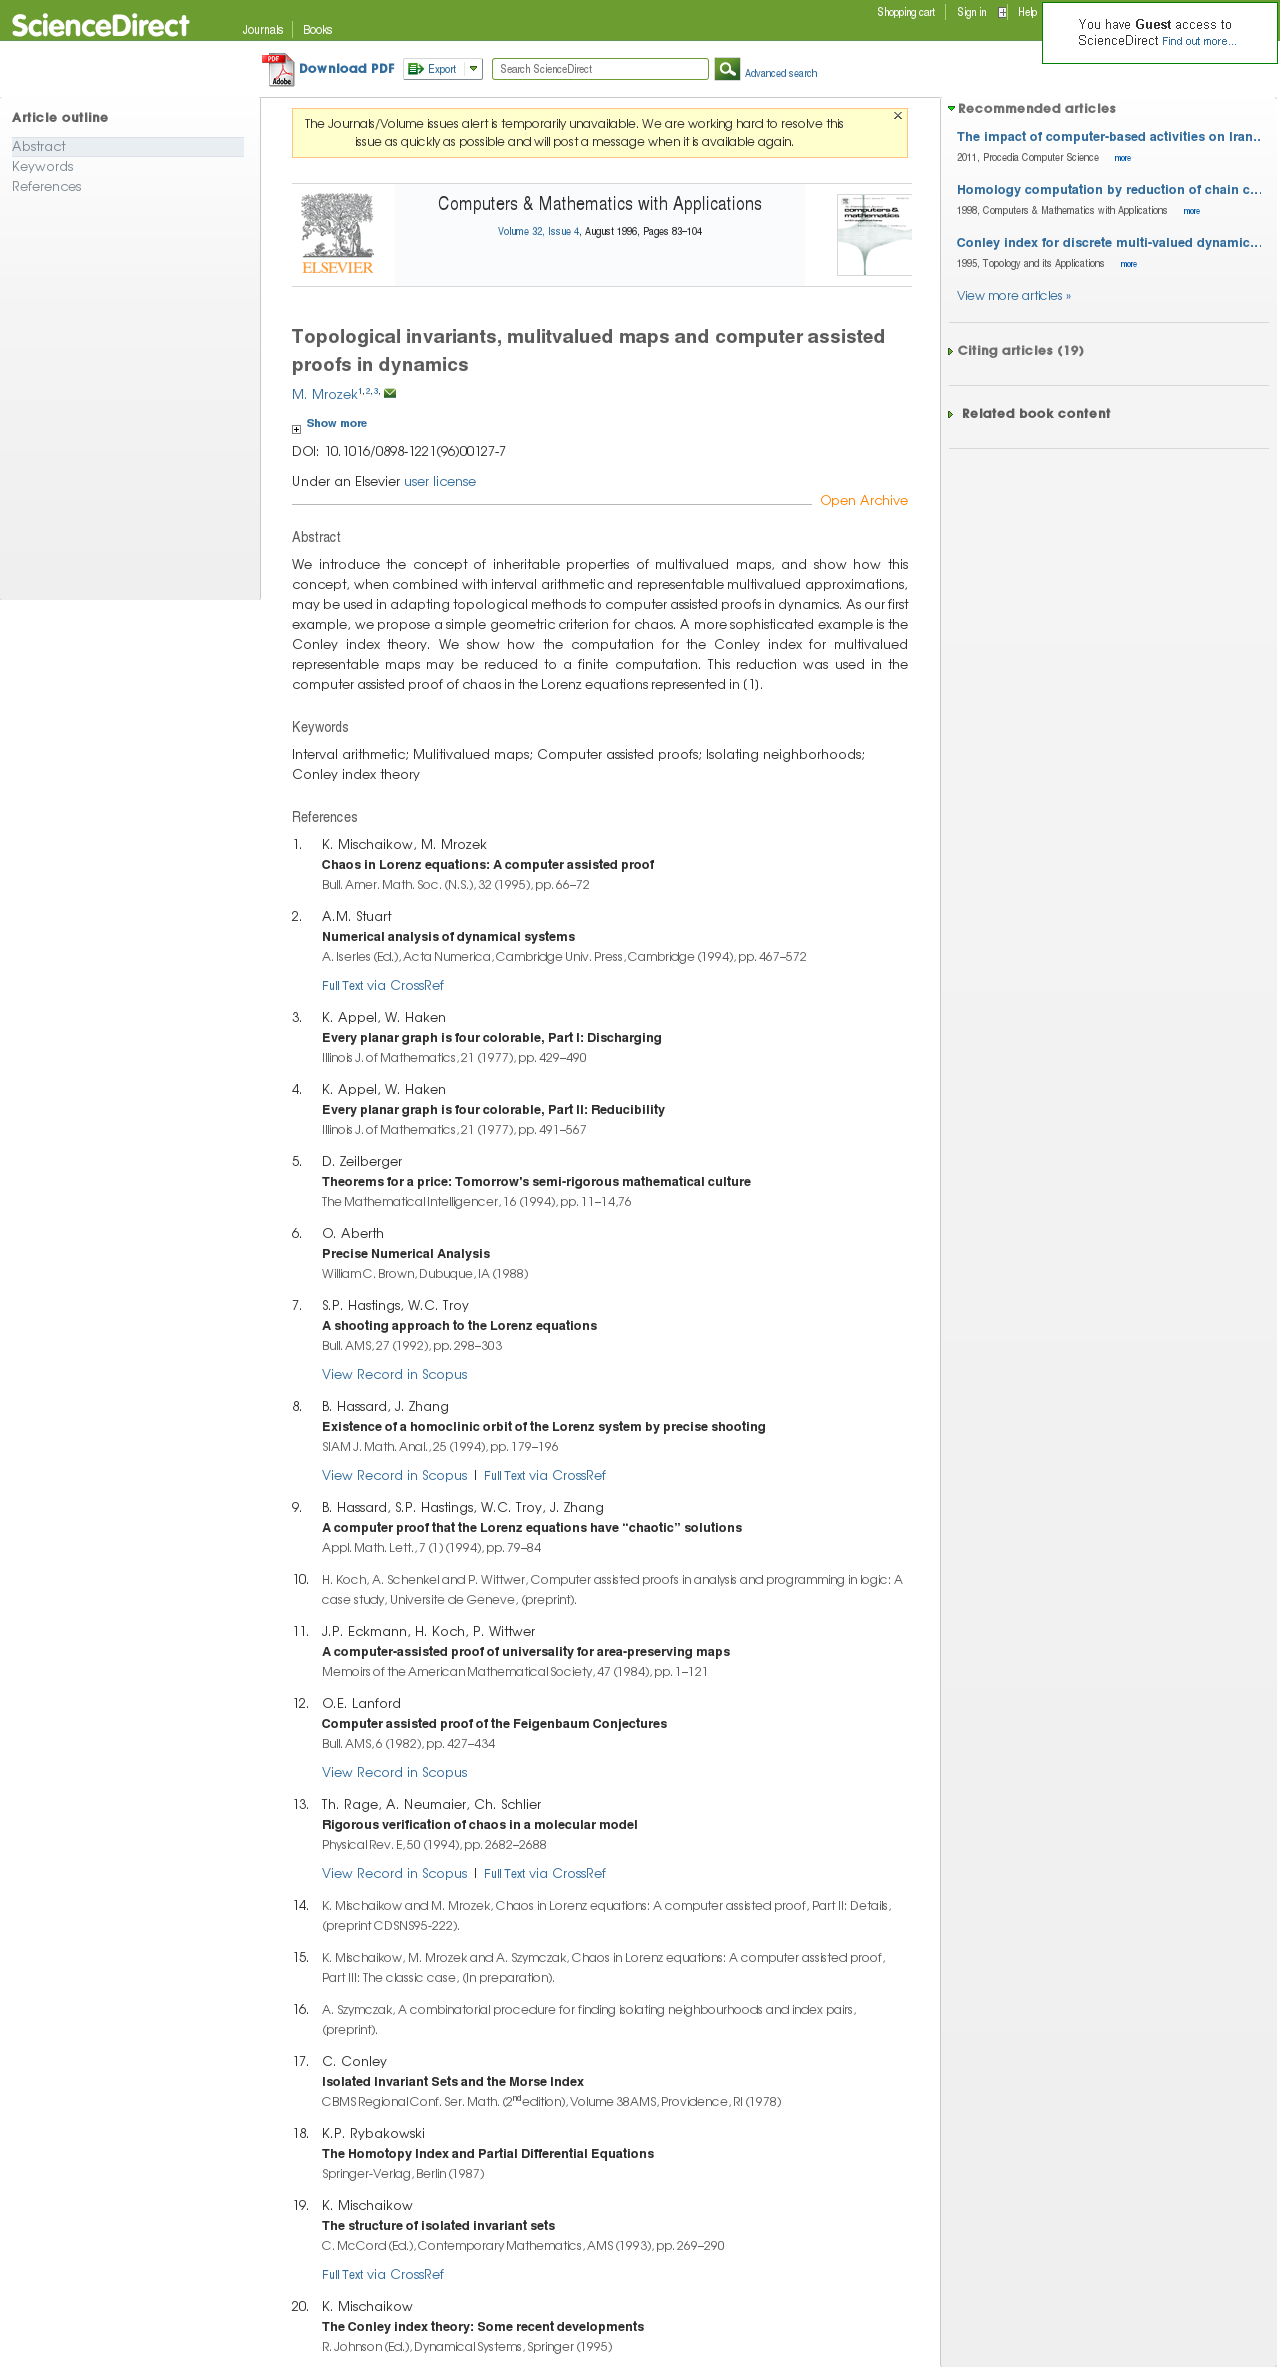 ScienceDirect
Journals
Books
Shopping cart
Sign in
Help
You have Guest access to
ScienceDirect Find out more...
PDF
Adobe
Download PDF
Export
Search ScienceDirect
Advanced search
Article outline
Abstract
Keywords
References
The Journals/Volume issues alert is temporarily unavailable. We are working hard to resolve this
issue as quickly as possible and will post a message when it is available again.
ELSEVIER
Computers & Mathematics with Applications
Volume 32, Issue 4, August 1996, Pages 83–104
computers &
mathematics
Topological invariants, mulitvalued maps and computer assisted
proofs in dynamics
M. Mrozek1, 2, 3,
Show more
DOI: 10.1016/0898-1221(96)00127-7
Under an Elsevier user license
Open Archive
Abstract
We introduce the concept of inheritable properties of multivalued maps, and show how this
concept, when combined with interval arithmetic and representable multivalued approximations,
may be used in adapting topological methods to computer assisted proofs in dynamics. As our first
example, we propose a simple geometric criterion for chaos. A more sophisticated example is the
Conley index theory. We show how the computation for the Conley index for multivalued
representable maps may be reduced to a finite computation. This reduction was used in the
computer assisted proof of chaos in the Lorenz equations represented in [1].
Keywords
Interval arithmetic; Mulitivalued maps; Computer assisted proofs; Isolating neighborhoods;
Conley index theory
References
1. K. Mischaikow, M. Mrozek
Chaos in Lorenz equations: A computer assisted proof
Bull. Amer. Math. Soc. (N.S.), 32 (1995), pp. 66–72
2. A.M. Stuart
Numerical analysis of dynamical systems
A. Iserles (Ed.), Acta Numerica, Cambridge Univ. Press, Cambridge (1994), pp. 467–572
Full Text via CrossRef
3. K. Appel, W. Haken
Every planar graph is four colorable, Part I: Discharging
Illinois J. of Mathematics, 21 (1977), pp. 429–490
4. K. Appel, W. Haken
Every planar graph is four colorable, Part II: Reducibility
Illinois J. of Mathematics, 21 (1977), pp. 491–567
5. D. Zeilberger
Theorems for a price: Tomorrow's semi-rigorous mathematical culture
The Mathematical Intelligencer, 16 (1994), pp. 11–14,76
6. O. Aberth
Precise Numerical Analysis
William C. Brown, Dubuque, IA (1988)
7. S.P. Hastings, W.C. Troy
A shooting approach to the Lorenz equations
Bull. AMS, 27 (1992), pp. 298–303
View Record in Scopus
8. B. Hassard, J. Zhang
Existence of a homoclinic orbit of the Lorenz system by precise shooting
SIAM J. Math. Anal., 25 (1994), pp. 179–196
View Record in Scopus | Full Text via CrossRef
9. B. Hassard, S.P. Hastings, W.C. Troy, J. Zhang
A computer proof that the Lorenz equations have “chaotic” solutions
Appl. Math. Lett., 7 (1) (1994), pp. 79–84
10. H. Koch, A. Schenkel and P. Wittwer, Computer assisted proofs in analysis and programming in logic: A
case study, Universite de Geneve, (preprint).
11. J.P. Eckmann, H. Koch, P. Wittwer
A computer-assisted proof of universality for area-preserving maps
Memoirs of the American Mathematical Society, 47 (1984), pp. 1–121
12. O.E. Lanford
Computer assisted proof of the Feigenbaum Conjectures
Bull. AMS, 6 (1982), pp. 427–434
View Record in Scopus
13. Th. Rage, A. Neumaier, Ch. Schlier
Rigorous verification of chaos in a molecular model
Physical Rev. E, 50 (1994), pp. 2682–2688
View Record in Scopus | Full Text via CrossRef
14. K. Mischaikow and M. Mrozek, Chaos in Lorenz equations: A computer assisted proof, Part II: Details,
(preprint CDSNS95-222).
15. K. Mischaikow, M. Mrozek and A. Szymczak, Chaos in Lorenz equations: A computer assisted proof,
Part III: The classic case, (In preparation).
16. A. Szymczak, A combinatorial procedure for finding isolating neighbourhoods and index pairs,
(preprint).
17. C. Conley
Isolated Invariant Sets and the Morse Index
CBMS Regional Conf. Ser. Math. (2nd edition), Volume 38AMS, Providence, RI (1978)
18. K.P. Rybakowski
The Homotopy Index and Partial Differential Equations
Springer-Verlag, Berlin (1987)
19. K. Mischaikow
The structure of isolated invariant sets
C. McCord (Ed.), Contemporary Mathematics, AMS (1993), pp. 269–290
Full Text via CrossRef
20. K. Mischaikow
The Conley index theory: Some recent developments
R. Johnson (Ed.), Dynamical Systems, Springer (1995)
Recommended articles
The impact of computer-based activities on Iran...
2011, Procedia Computer Science more
Homology computation by reduction of chain c...
1998, Computers & Mathematics with Applications more
Conley index for discrete multi-valued dynamic...
1995, Topology and its Applications more
View more articles »
Citing articles (19)
Related book content